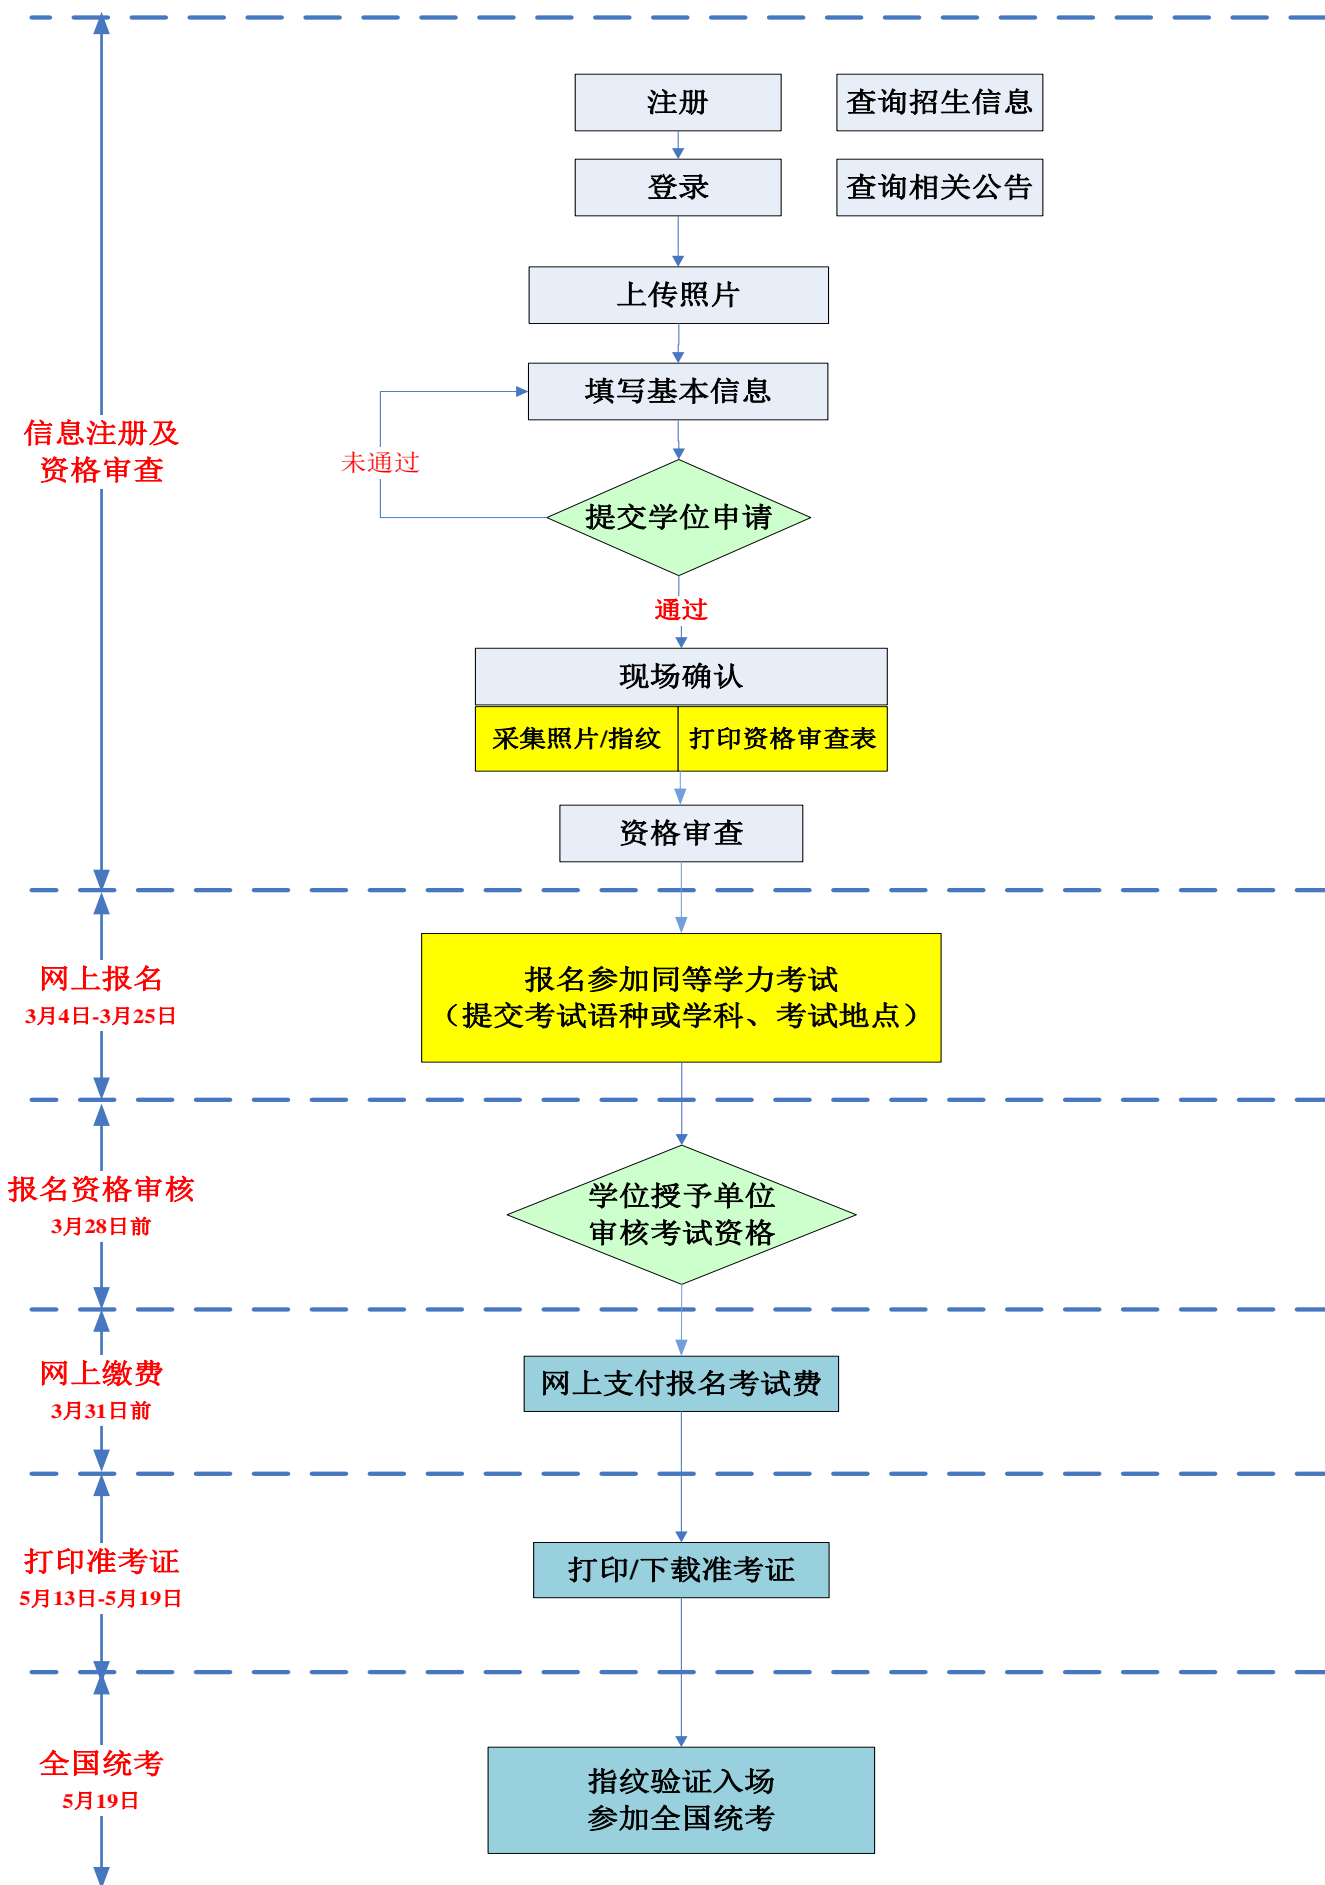 注册
查询招生信息
登录
查询相关公告
上传照片
填写基本信息
信息注册及
资格审查
未通过
提交学位申请
通过
现场确认
采集照片/指纹
打印资格审查表
资格审查
网上报名
3月4日-3月25日
报名参加同等学力考试
（提交考试语种或学科、考试地点）
报名资格审核
3月28日前
学位授予单位
审核考试资格
网上缴费
3月31日前
网上支付报名考试费
打印准考证
5月13日-5月19日
打印/下载准考证
全国统考
5月19日
指纹验证入场
参加全国统考